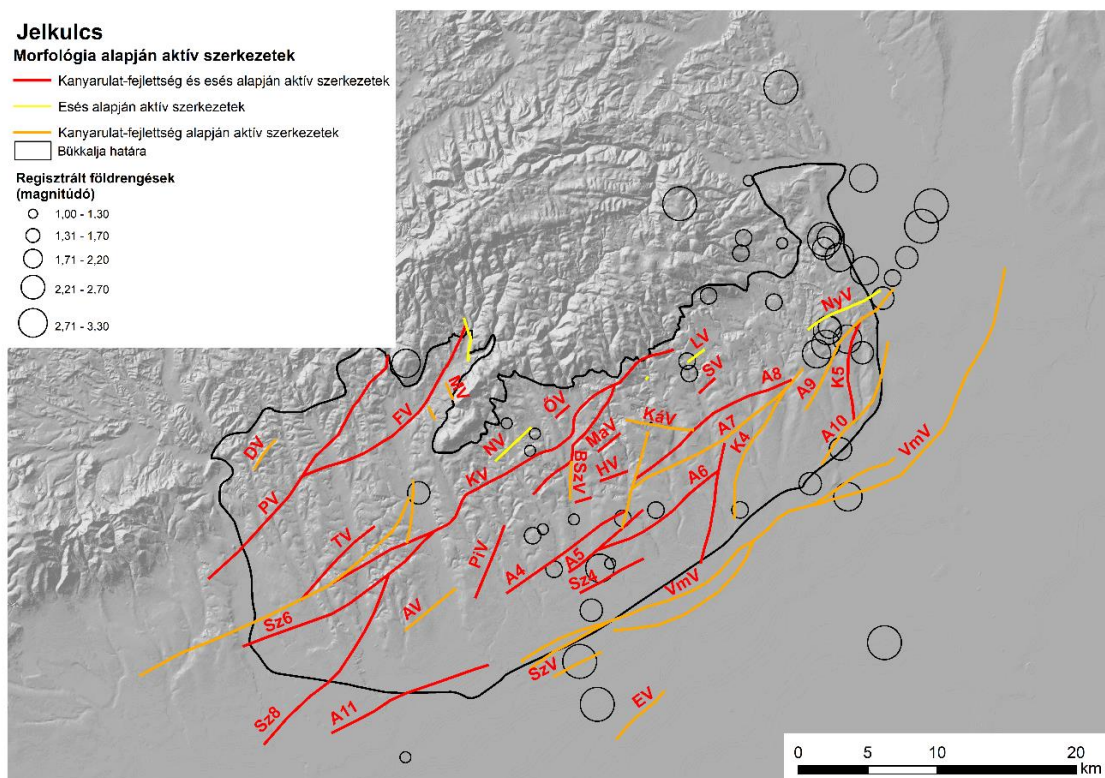 Jelkulcs
Morfológia alapján aktív szerkezetek
Kanyarulat-fejlettség és esés alapján aktív szerkezetek
Esés alapján aktív szerkezetek
Kanyarulat-fejlettség alapján aktív szerkezetek
Bükkalja határa
Regisztrált földrengések
(magnitúdó)
1,00 - 1.30
1,31 - 1,70
1,71 - 2,20
2,21 - 2.70
2,71 - 3.30
NyV
LV
SV
A8
A9
K5
MV
FV
ÖV
KáV
A7
K4
A10
DV
NV
MaV
BSzV
HV
A6
VmV
PV
KV
TV
PiV
A4
A5
Sz4
VmV
AV
Sz6
SzV
EV
Sz8
A11
0 5 10 20
km